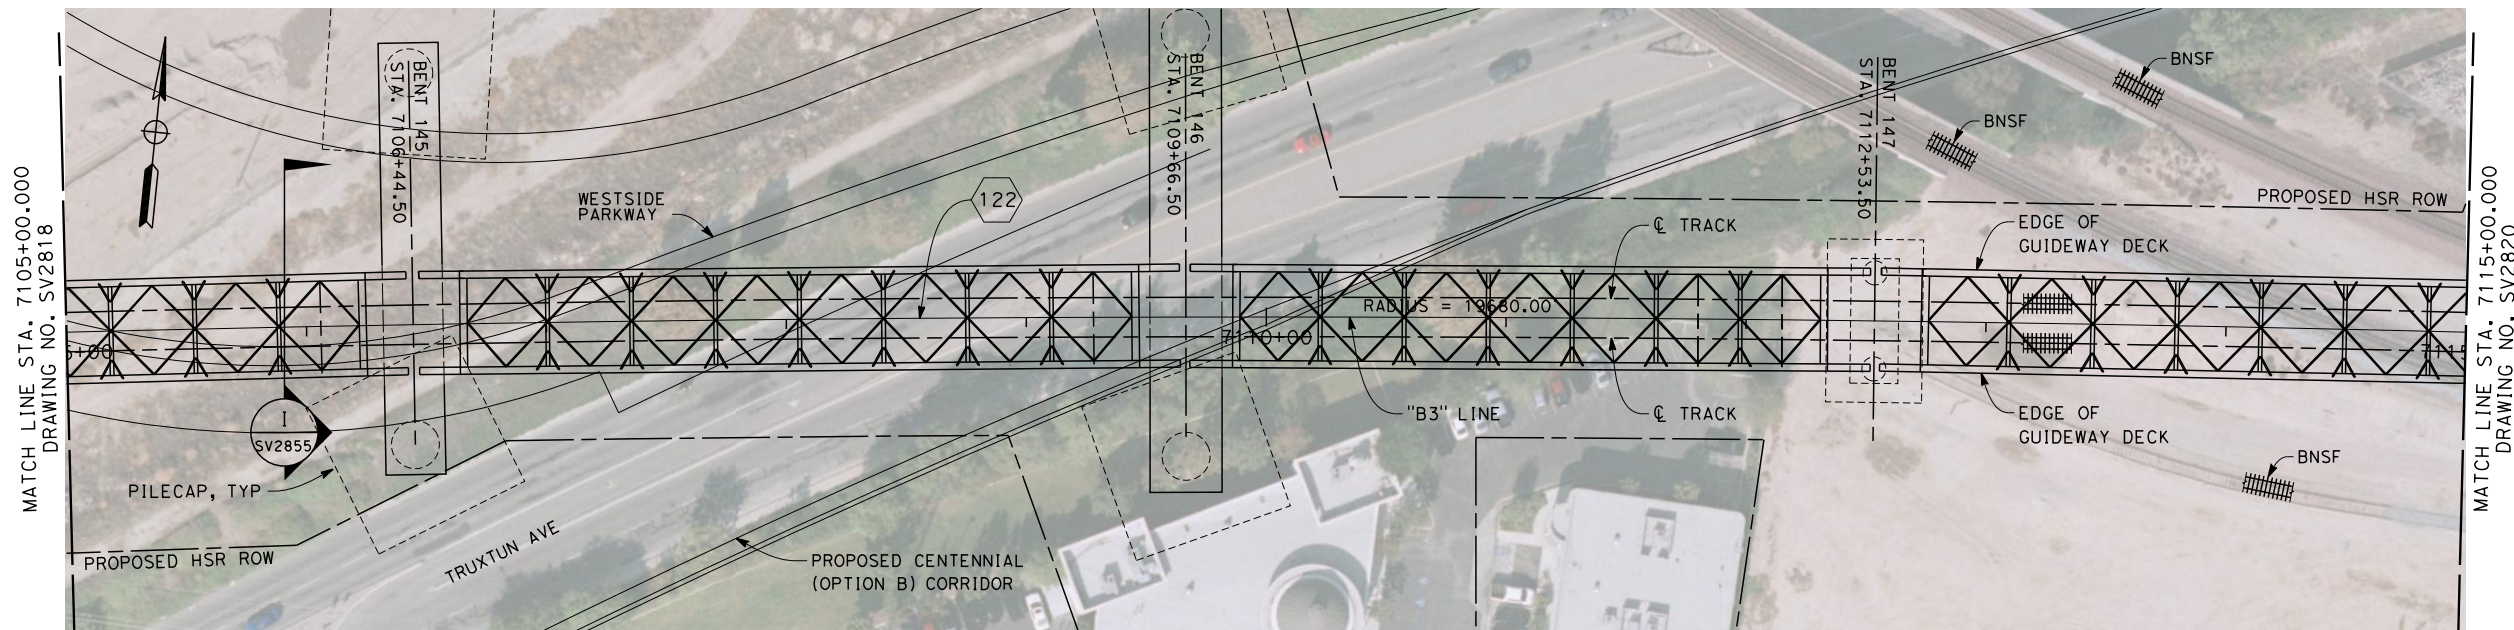 MATCH LINE STA. 7105+00.000
DRAWING NO. SV2818
BENT 145
STA. 7106+44.50
BENT 146
STA. 7109+66.50
BENT 147
STA. 7112+53.50
BNSF
BNSF
PROPOSED HSR ROW
WESTSIDE
PARKWAY
122
℄ TRACK
EDGE OF
GUIDEWAY DECK
RADIUS = 19680.00'
7110+00
5+00
7115
"B3" LINE
℄ TRACK
EDGE OF
GUIDEWAY DECK
I
SV2855
PILECAP, TYP
BNSF
PROPOSED HSR ROW
TRUXTUN AVE
PROPOSED CENTENNIAL
(OPTION B) CORRIDOR
MATCH LINE STA. 7115+00.000
DRAWING NO. SV2820